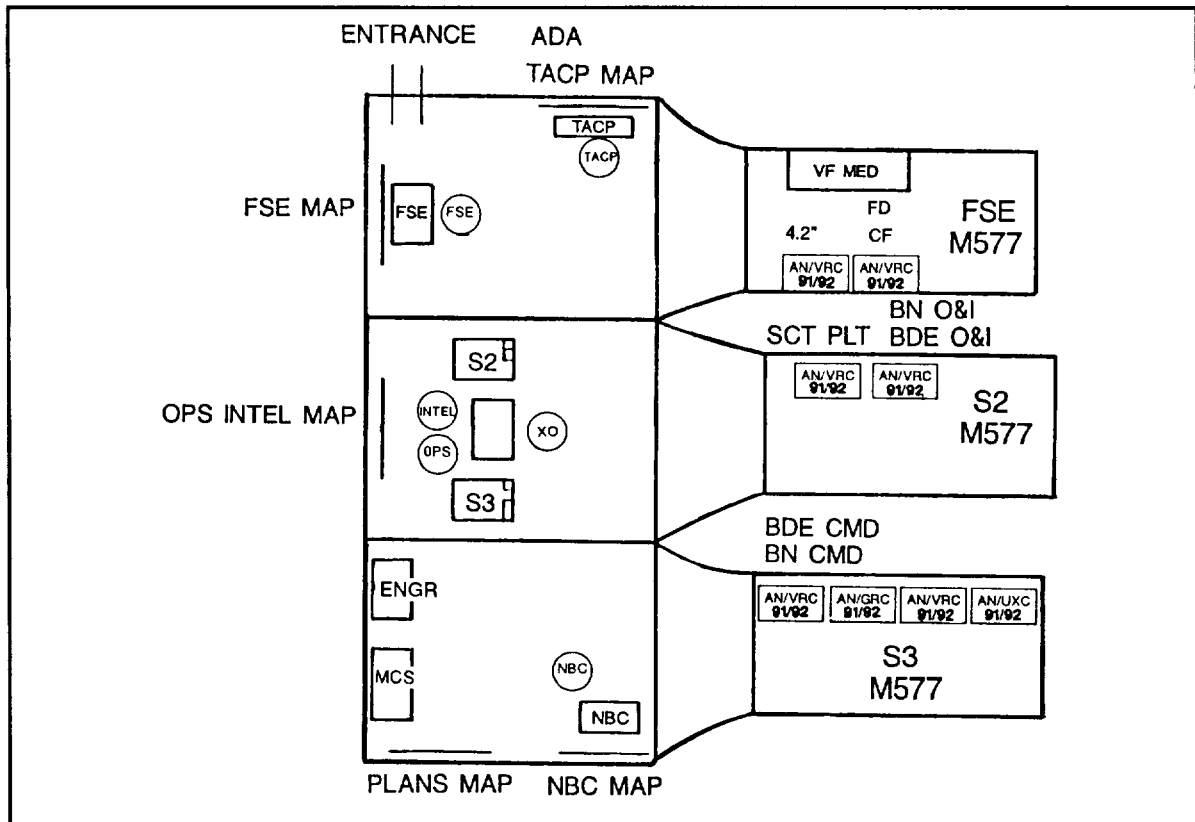 ENTRANCE ADA
TACP MAP
TACP
TACP
FSE MAP
FSE
FSE
VF MED
FD
4.2" CF
FSE
M577
AN/VRC
91/92
AN/VRC
91/92
BN O&I
SCT PLT BDE O&I
OPS INTEL MAP
S2
INTEL
OPS
XO
S3
AN/VRC
91/92
AN/VRC
91/92
S2
M577
BDE CMD
BN CMD
ENGR
MCS
NBC
NBC
AN/VRC
91/92
AN/GRC
91/92
AN/VRC
91/92
AN/UXC
91/92
S3
M577
PLANS MAP NBC MAP